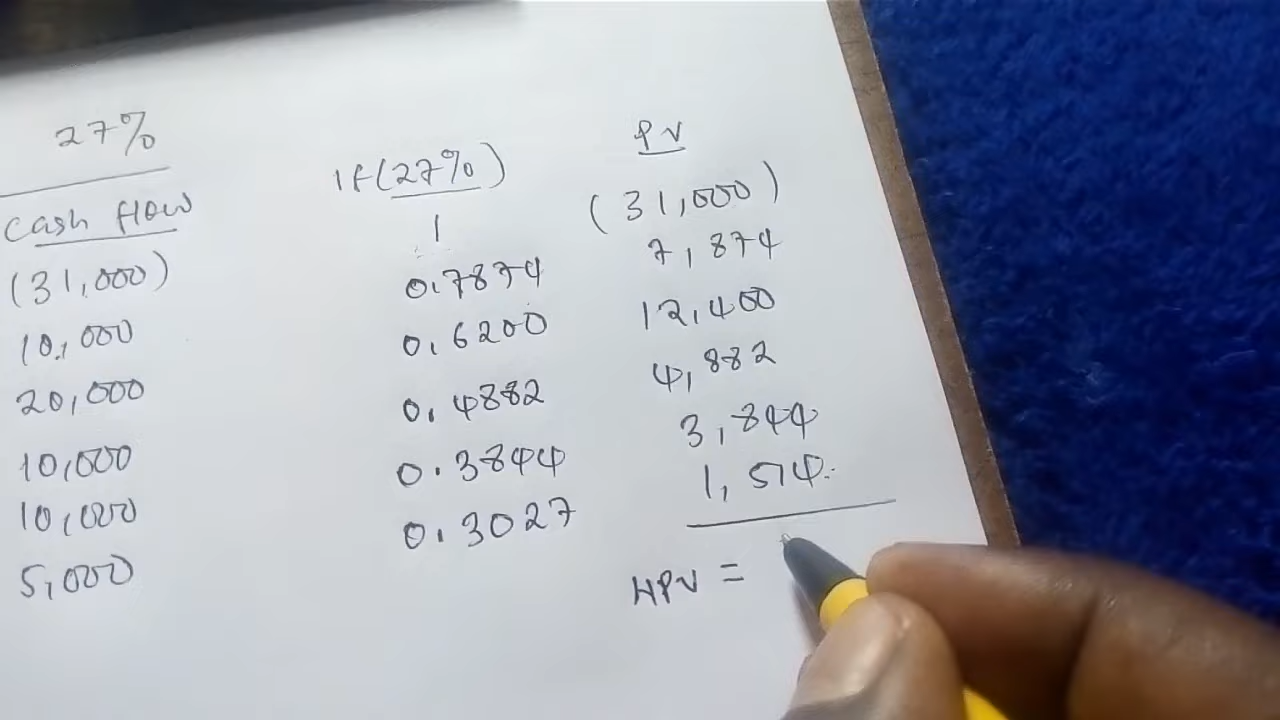 27%
Cash flow IF(27%) PV
(31,000) 1 (31,000)
10,000 0.7874 7,874
20,000 0.6200 12,400
10,000 0.4882 4,882
10,000 0.3844 3,844
5,000 0.3027 1,514
NPV =